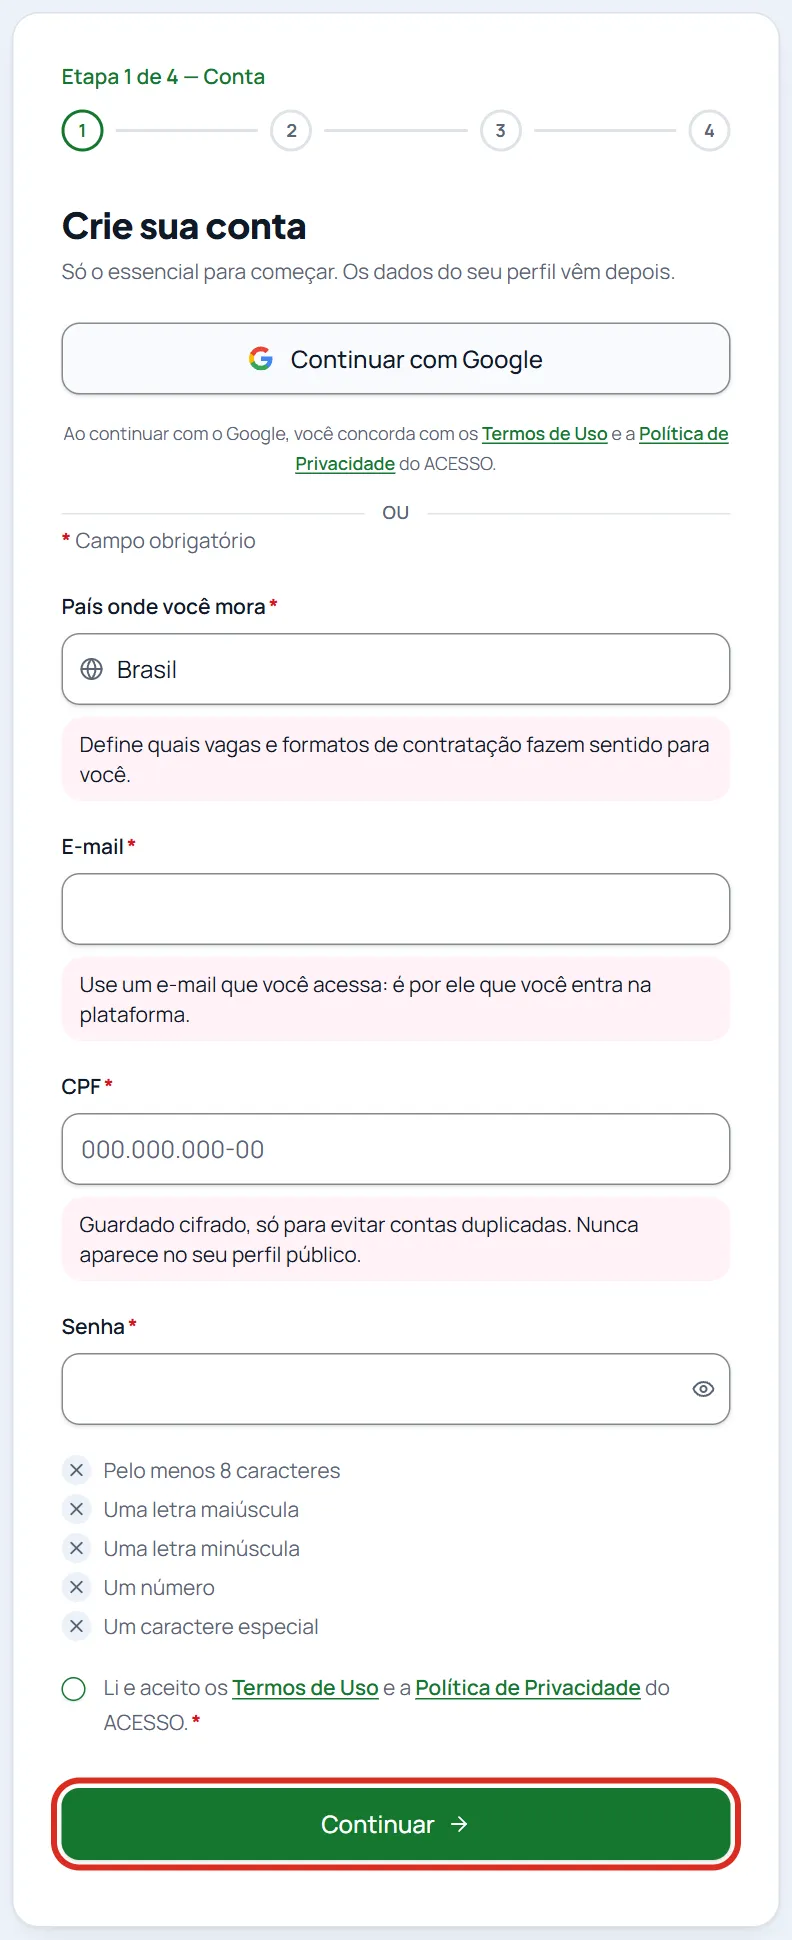 Etapa 1 de 4 — Conta
1 2 3 4
Crie sua conta
Só o essencial para começar. Os dados do seu perfil vêm depois.
Continuar com Google
Ao continuar com o Google, você concorda com os Termos de Uso e a Política de
Privacidade do ACESSO.
OU
* Campo obrigatório
País onde você mora *
Brasil
Define quais vagas e formatos de contratação fazem sentido para
você.
E-mail *
Use um e-mail que você acessa: é por ele que você entra na
plataforma.
CPF *
000.000.000-00
Guardado cifrado, só para evitar contas duplicadas. Nunca
aparece no seu perfil público.
Senha *
Pelo menos 8 caracteres
Uma letra maiúscula
Uma letra minúscula
Um número
Um caractere especial
Li e aceito os Termos de Uso e a Política de Privacidade do
ACESSO. *
Continuar →